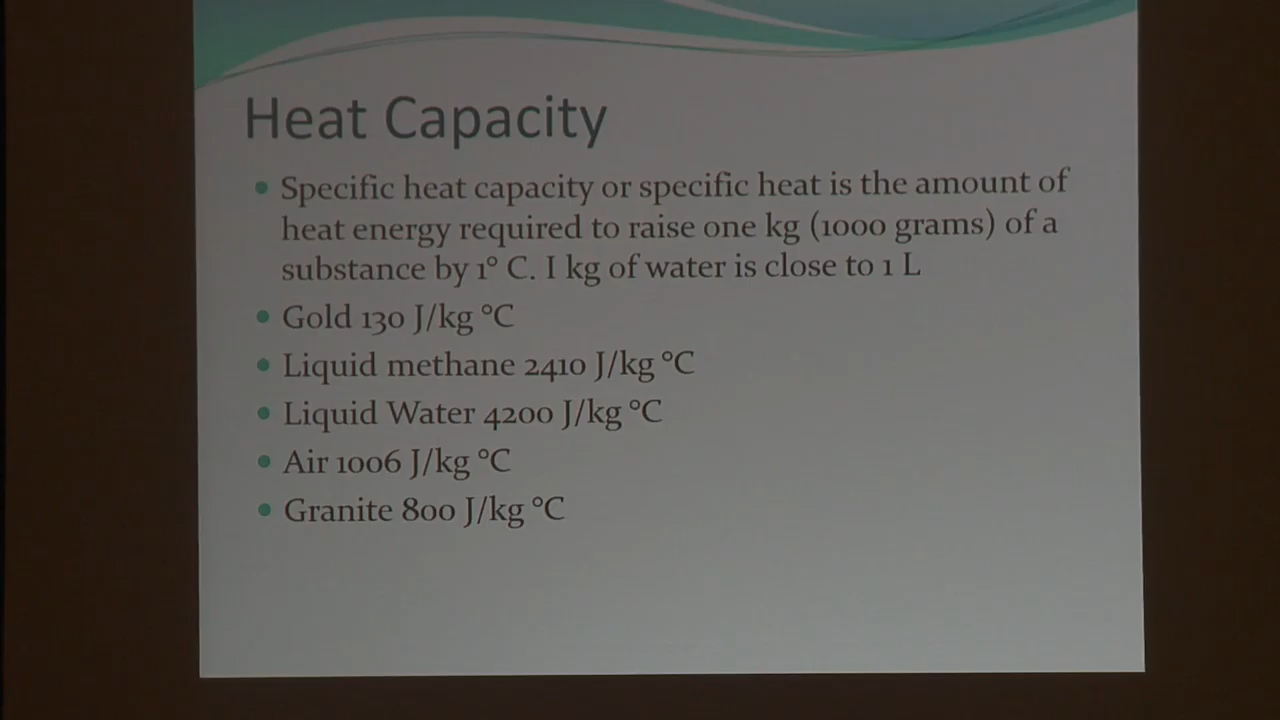 Heat Capacity
Specific heat capacity or specific heat is the amount of
heat energy required to raise one kg (1000 grams) of a
substance by 1° C. I kg of water is close to 1 L
Gold 130 J/kg °C
Liquid methane 2410 J/kg °C
Liquid Water 4200 J/kg °C
Air 1006 J/kg °C
Granite 800 J/kg °C